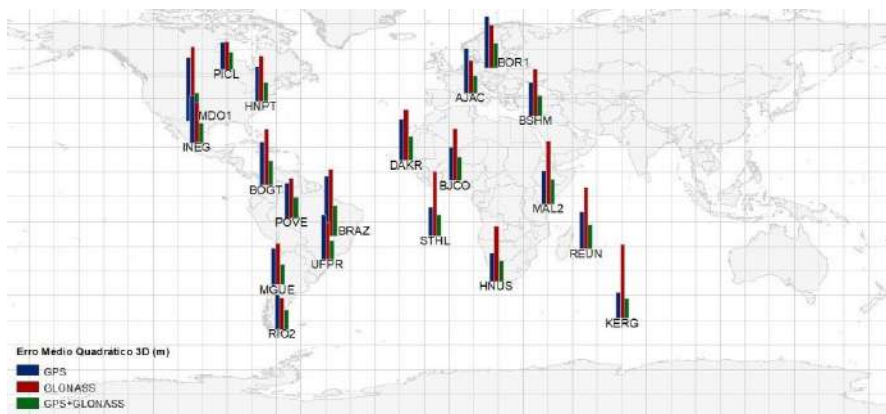 BOR1
PICL
AJAC
HNPT
MDO1
BSHM
INEG
DAKR
BJCO
BOGT
MAL2
POVE
BRAZ
STHL
REUN
UFPR
HNUS
MGUE
KERG
RIO2
Erro Médio Quadrático 3D (m)
GPS
GLONASS
GPS+GLONASS